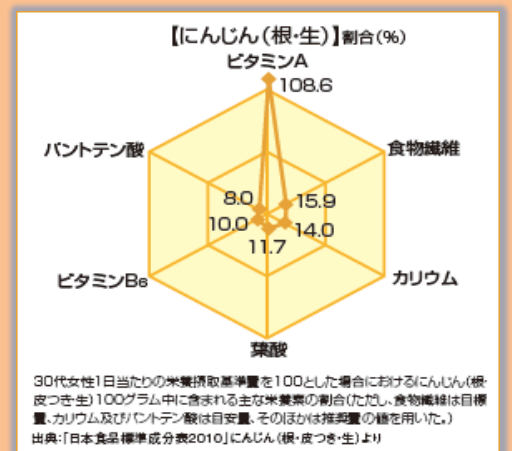 【にんじん(根・生)】割合(%)
ビタミンA
108.6
パントテン酸
食物繊維
8.0
15.9
10.0
14.0
11.7
ビタミンB6
カリウム
葉酸
30代女性1日当たりの栄養摂取基準量を100とした場合におけるにんじん(根・
皮つき生)100グラム中に含まれる主な栄養素の割合(ただし、食物繊維は目標
量、カリウム及びパントテン酸は目安量、そのほかは推奨量の値を用いた。)
出典:「日本食品標準成分表2010」にんじん(根・皮つき・生)より